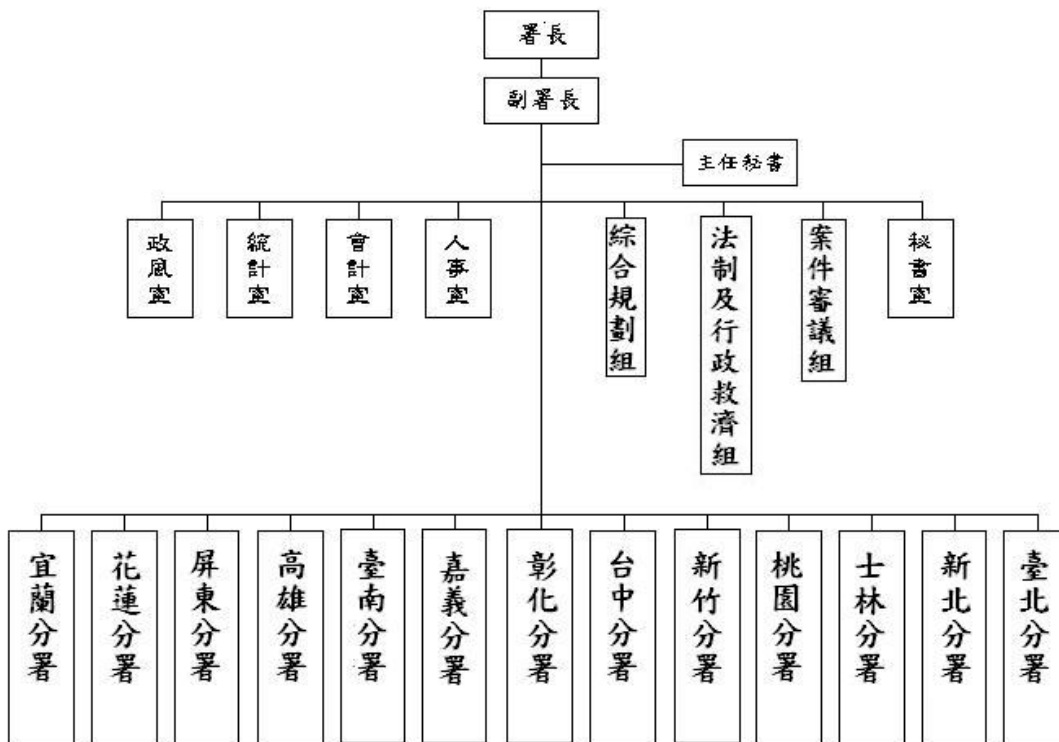 署長
副署長
主任秘書
政風室
統計室
會計室
人事室
綜合規劃組
法制及行政救濟組
案件審議組
秘書室
宜蘭分署
花蓮分署
屏東分署
高雄分署
臺南分署
嘉義分署
彰化分署
台中分署
新竹分署
桃園分署
士林分署
新北分署
臺北分署